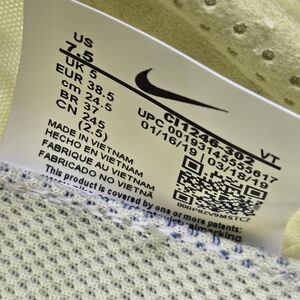 US
7.5
UK 5
EUR 38.5
cm 24.5
BR 37
CN 245
(2.5)
MADE IN VIETNAM
HECHO EN VIETNAM
FABRICADO NO VIETNAM
FABRIQUÉ AU VIETNAM
CI1246-302
UPC 00193145555617
01/16/19 03/18/19
VT
This product is covered by one or more patents